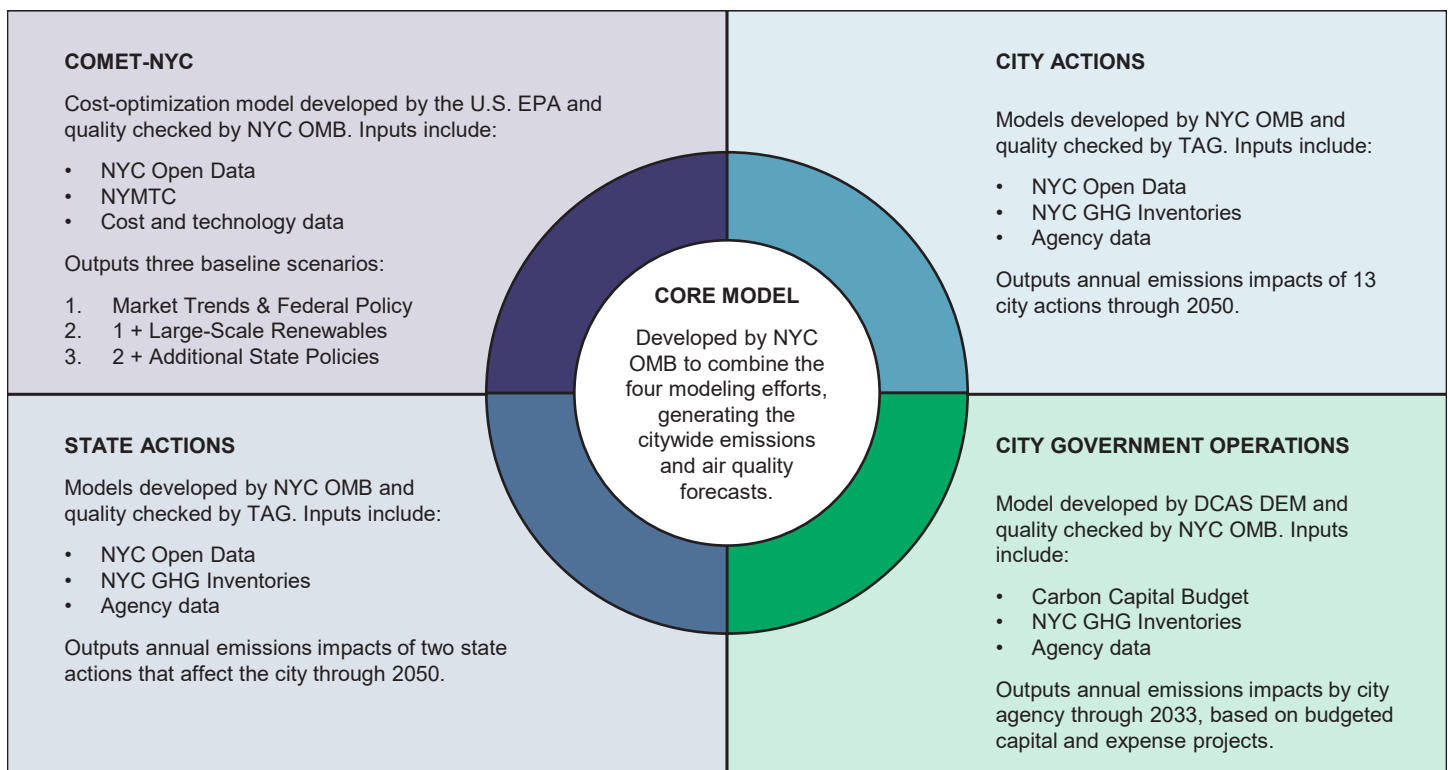 COMET-NYC
Cost-optimization model developed by the U.S. EPA and
quality checked by NYC OMB. Inputs include:
• NYC Open Data
• NYMTC
• Cost and technology data
Outputs three baseline scenarios:
1. Market Trends & Federal Policy
2. 1 + Large-Scale Renewables
3. 2 + Additional State Policies
CITY ACTIONS
Models developed by NYC OMB and
quality checked by TAG. Inputs include:
• NYC Open Data
• NYC GHG Inventories
• Agency data
Outputs annual emissions impacts of 13
city actions through 2050.
CORE MODEL
Developed by NYC
OMB to combine the
four modeling efforts,
generating the
citywide emissions
and air quality
forecasts.
STATE ACTIONS
Models developed by NYC OMB and
quality checked by TAG. Inputs include:
• NYC Open Data
• NYC GHG Inventories
• Agency data
Outputs annual emissions impacts of two state
actions that affect the city through 2050.
CITY GOVERNMENT OPERATIONS
Model developed by DCAS DEM and
quality checked by NYC OMB. Inputs
include:
• Carbon Capital Budget
• NYC GHG Inventories
• Agency data
Outputs annual emissions impacts by city
agency through 2033, based on budgeted
capital and expense projects.